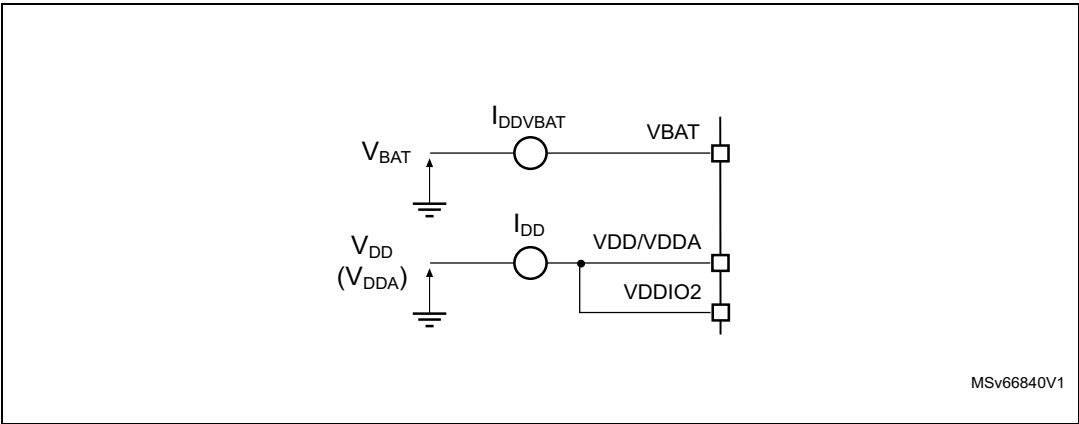 IDDVBAT
VBAT
VBAT
IDD
VDD
(VDDA)
VDD/VDDA
VDDIO2
MSv66840V1